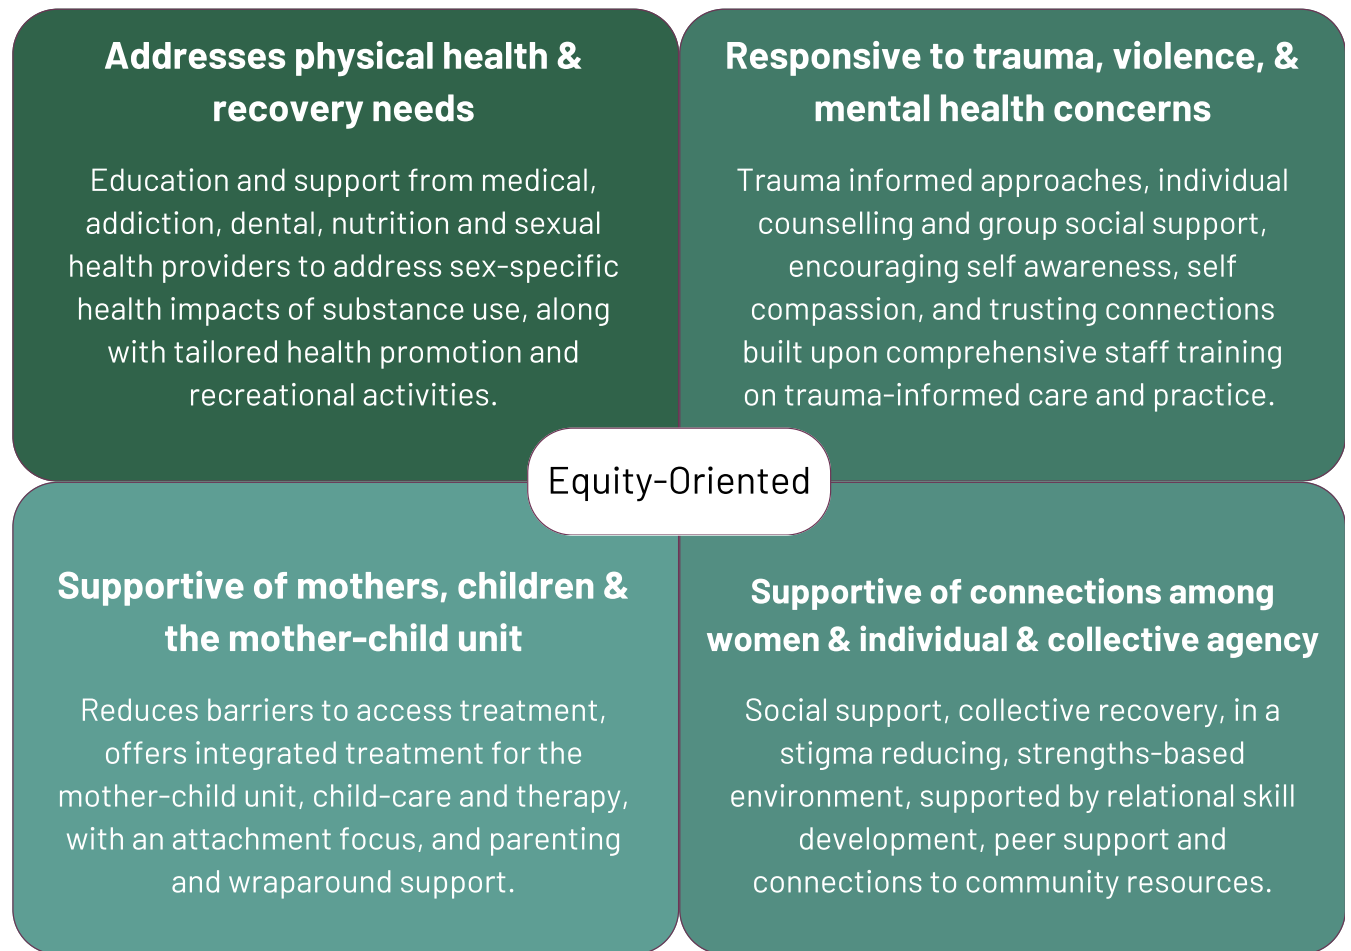 Addresses physical health &
recovery needs
Education and support from medical,
addiction, dental, nutrition and sexual
health providers to address sex-specific
health impacts of substance use, along
with tailored health promotion and
recreational activities.
Responsive to trauma, violence, &
mental health concerns
Trauma informed approaches, individual
counselling and group social support,
encouraging self awareness, self
compassion, and trusting connections
built upon comprehensive staff training
on trauma-informed care and practice.
Equity-Oriented
Supportive of mothers, children &
the mother-child unit
Reduces barriers to access treatment,
offers integrated treatment for the
mother-child unit, child-care and therapy,
with an attachment focus, and parenting
and wraparound support.
Supportive of connections among
women & individual & collective agency
Social support, collective recovery, in a
stigma reducing, strengths-based
environment, supported by relational skill
development, peer support and
connections to community resources.